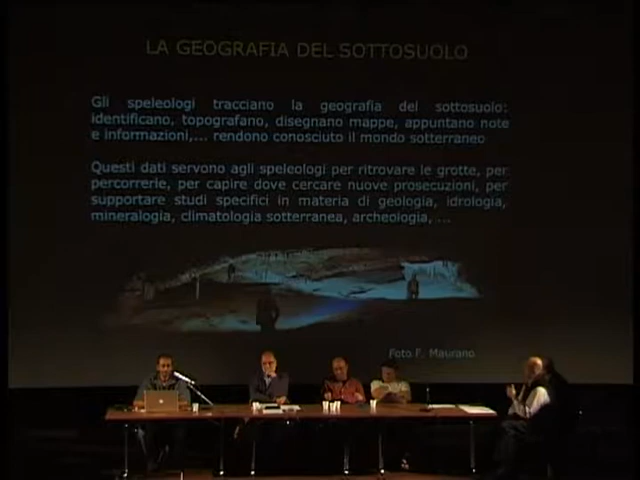 LA GEOGRAFIA DEL SOTTOSUOLO
Gli speleologi tracciano la geografia del sottosuolo:
identificano, topografano, disegnano mappe, appuntano note
e informazioni,... rendono conosciuto il mondo sotterraneo
Questi dati servono agli speleologi per ritrovare le grotte, per
percorrerle, per capire dove cercare nuove prosecuzioni, per
supportare studi specifici in materia di geologia, idrologia,
mineralogia, climatologia sotterranea, archeologia, ...
Foto F. Maurano